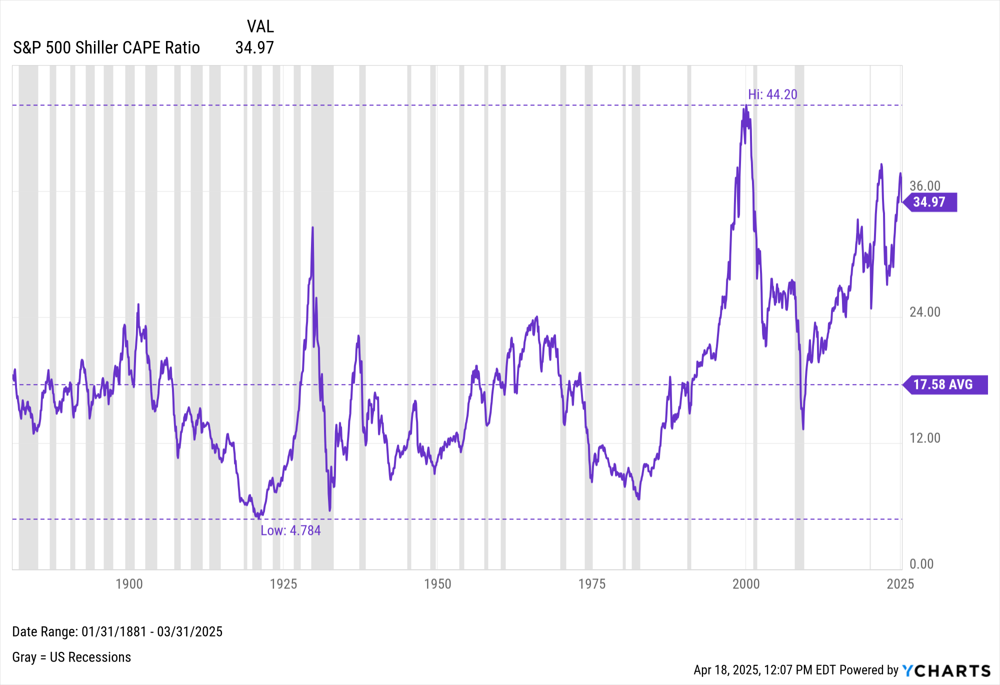 VAL
S&P 500 Shiller CAPE Ratio 34.97
Hi: 44.20
36.00
34.97
24.00
17.58 AVG
12.00
Low: 4.784
0.00
1900 1925 1950 1975 2000 2025
Date Range: 01/31/1881 - 03/31/2025
Gray = US Recessions
Apr 18, 2025, 12:07 PM EDT Powered by YCHARTS